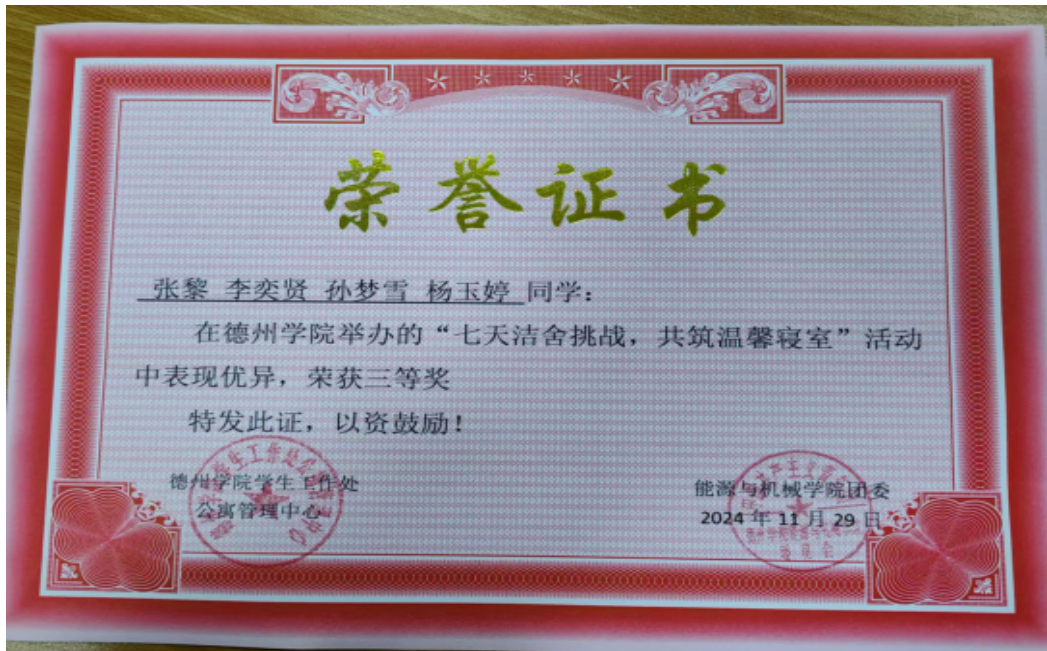 荣誉证书
张黎 李奕贤 孙梦雪 杨玉婷 同学：
在德州学院举办的“七天洁舍挑战，共筑温馨寝室”活动
中表现优异，荣获三等奖
特发此证，以资鼓励！
德州学院学生工作处
公寓管理中心
能源与机械学院团委
2024 年 11 月 29 日